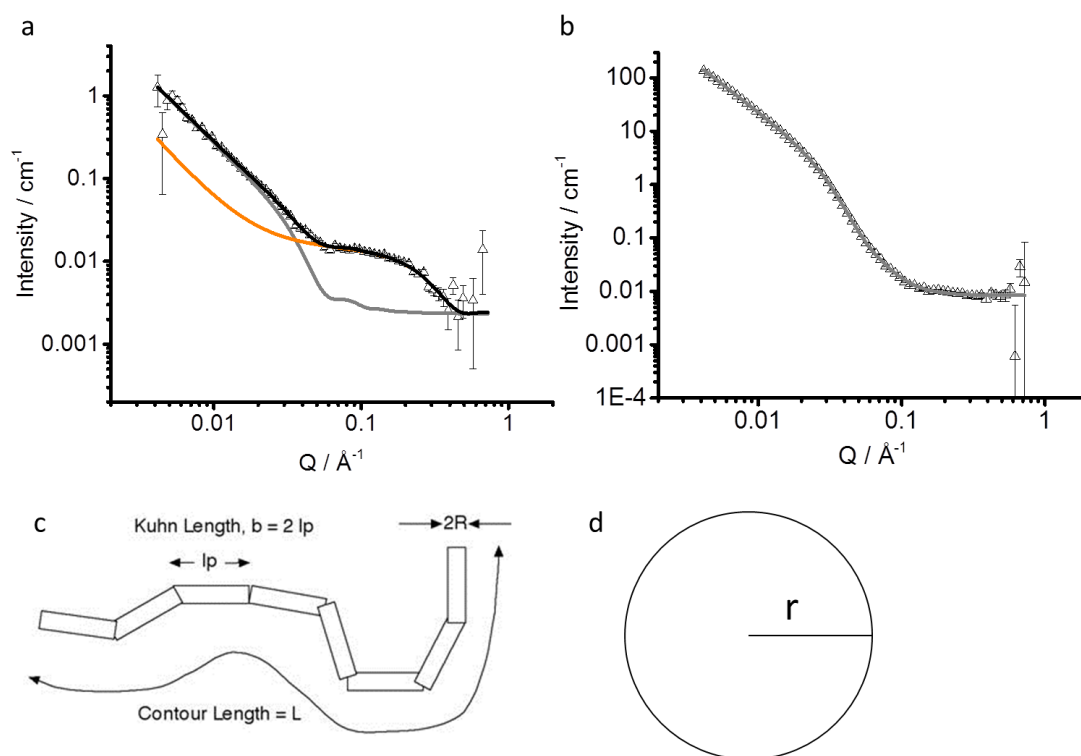 a
Intensity / cm-1
1
0.1
0.01
0.001
0.01
0.1
1
Q / Å-1
b
Intensity / cm-1
100
10
1
0.1
0.01
0.001
1E-4
0.01
0.1
1
Q / Å-1
c
Kuhn Length, b = 2 lp
lp
2R
Contour Length = L
d
r